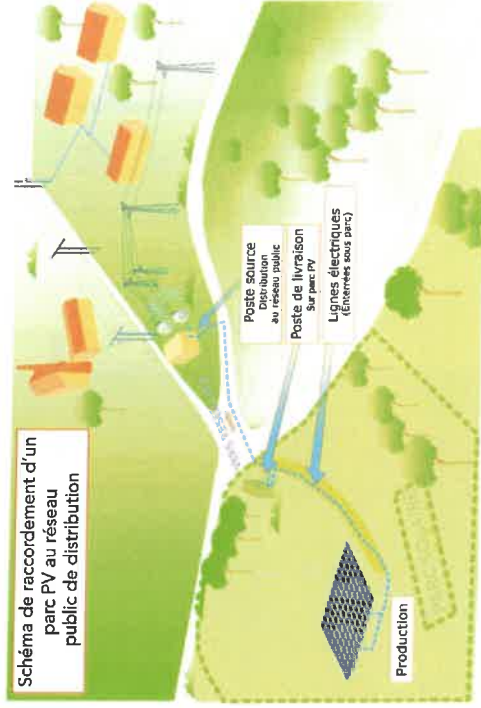 Schéma de raccordement d'un
parc PV au réseau
public de distribution
Poste source
Distribution
au réseau public
Poste de livraison
Sur parc PV
Lignes électriques
(Enterrées sous parc)
Production